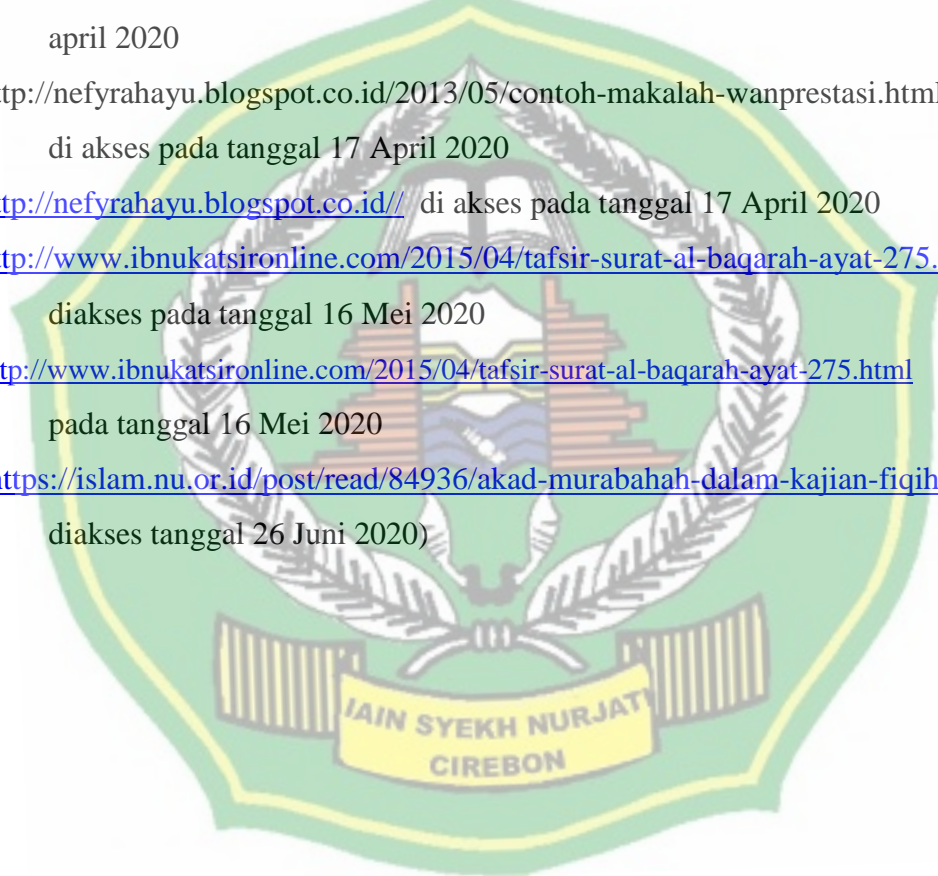 april 2020
tp://nefyrahayu.blogspot.co.id/2013/05/contoh-makalah-wanprestasi.html
di akses pada tanggal 17 April 2020
tp://nefyrahayu.blogspot.co.id// di akses pada tanggal 17 April 2020
tp://www.ibnukatsironline.com/2015/04/tafsir-surat-al-baqarah-ayat-275.
diakses pada tanggal 16 Mei 2020
tp://www.ibnukatsironline.com/2015/04/tafsir-surat-al-baqarah-ayat-275.html
pada tanggal 16 Mei 2020
https://islam.nu.or.id/post/read/84936/akad-murabahah-dalam-kajian-fiqih
diakses tanggal 26 Juni 2020)
IAIN SYEKH NURJATI
CIREBON